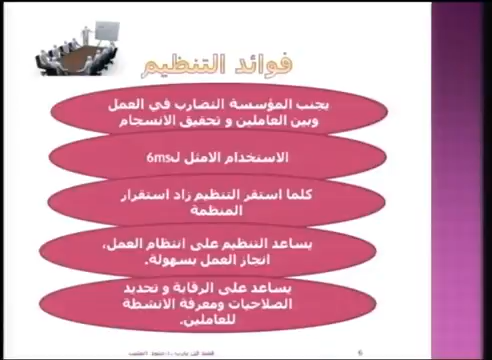 فوائد التنظيم
يجنب المؤسسة التضارب في العمل
وبين العاملين و تحقيق الانسجام
الاستخدام الامثل ل6ms
كلما استقر التنظيم زاد استقرار
المنظمة
يساعد التنظيم على انتظام العمل،
انجاز العمل بسهولة.
يساعد على الرقابة و تحديد
الصلاحيات ومعرفة الانشطة
للعاملين.
6